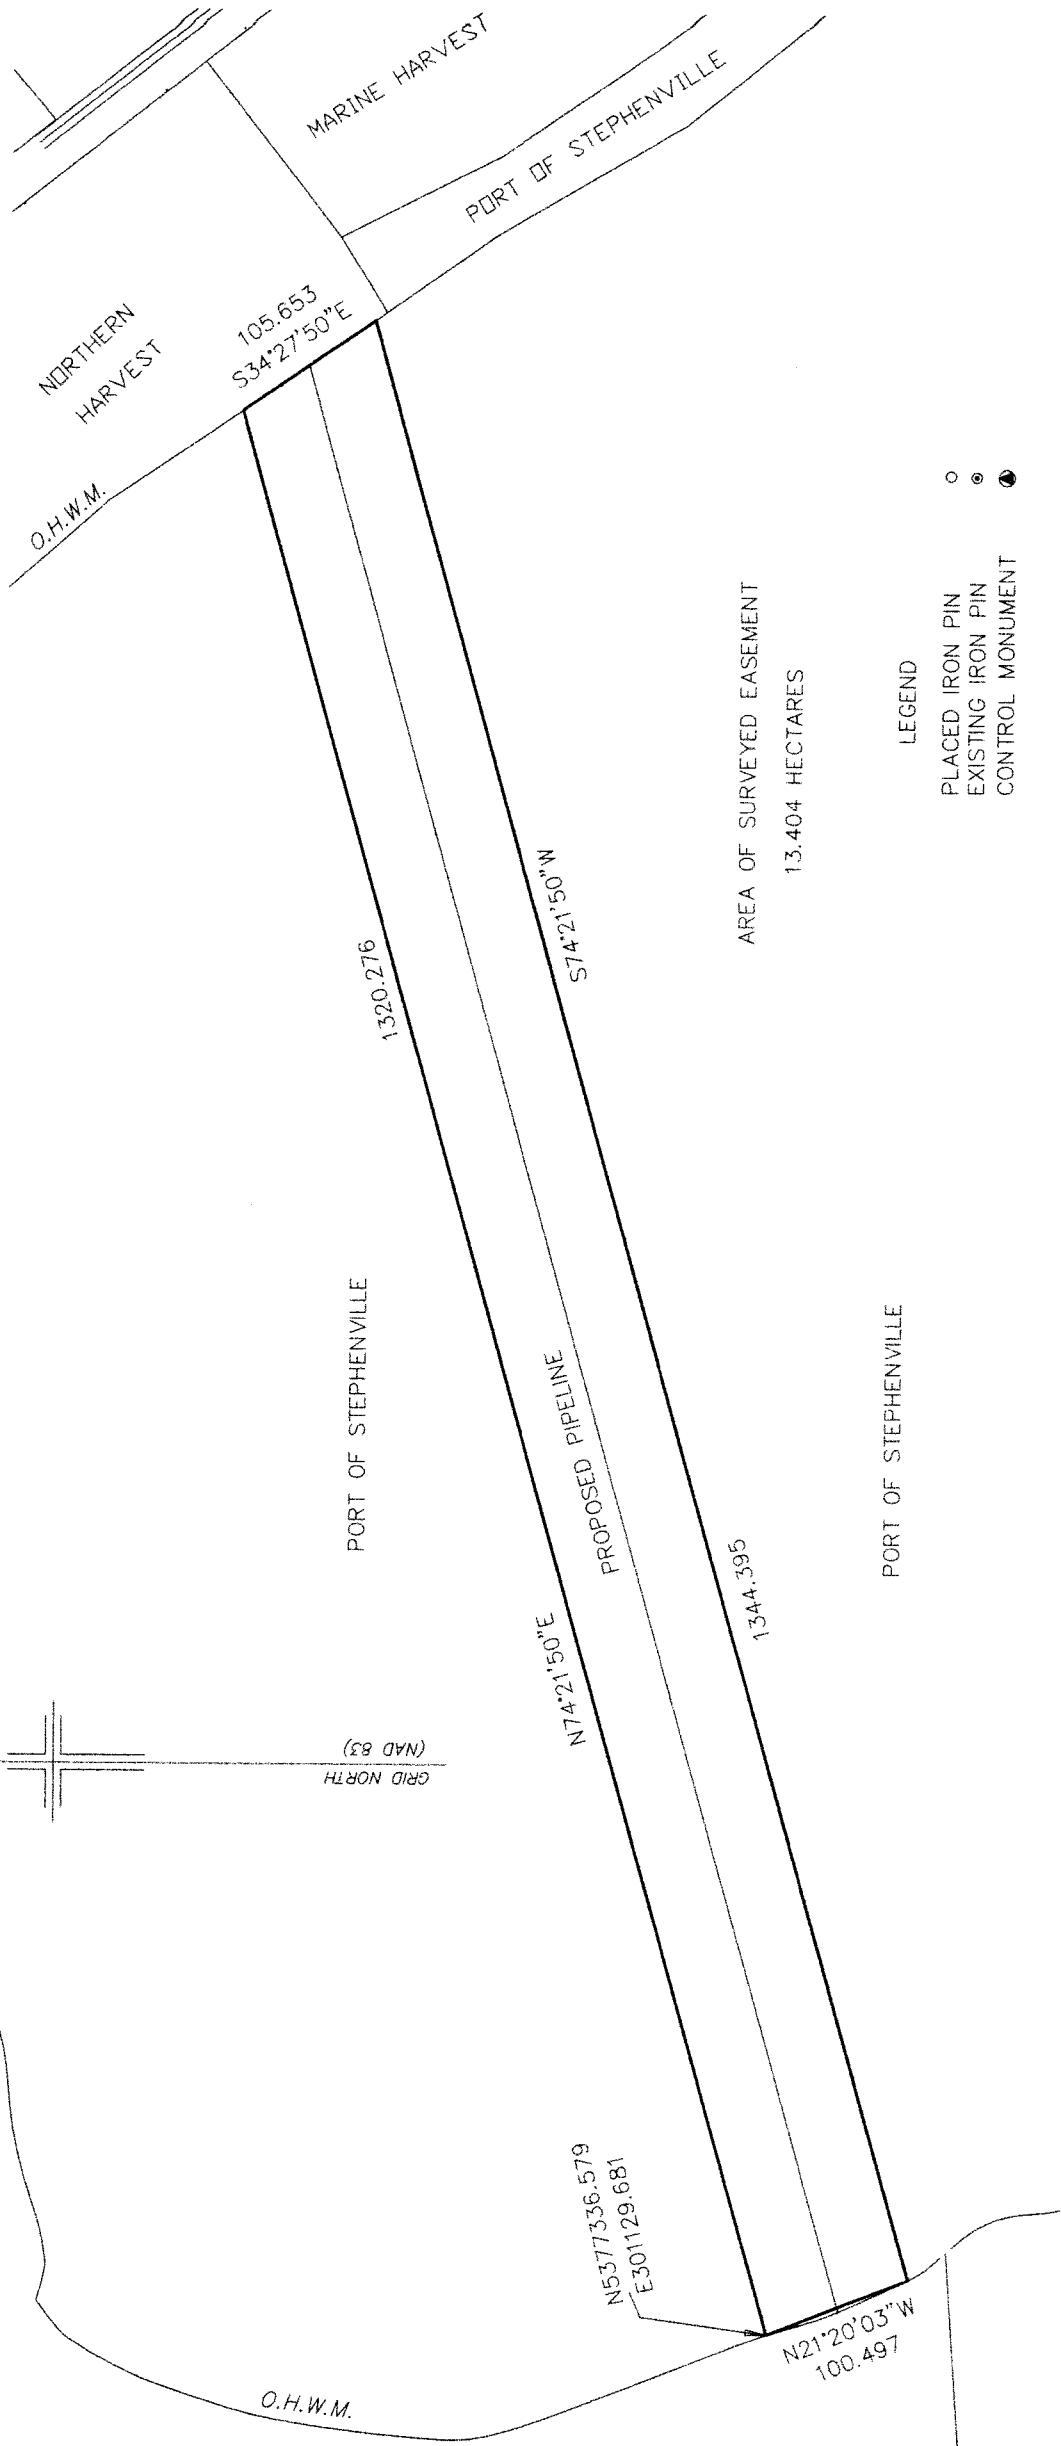 MARINE HARVEST
PORT OF STEPHENVILLE
NORTHERN
HARVEST
105.653
S34°27'50"E
O.H.W.M.
AREA OF SURVEYED EASEMENT
13.404 HECTARES
LEGEND
PLACED IRON PIN
EXISTING IRON PIN
CONTROL MONUMENT
1320.276
S74°21'50"W
PORT OF STEPHENVILLE
PROPOSED PIPELINE
PORT OF STEPHENVILLE
N74°21'50"E
1344.395
GRID NORTH
(NAD 83)
N5377336.579
E301129.681
N21°20'03"W
100.497
O.H.W.M.